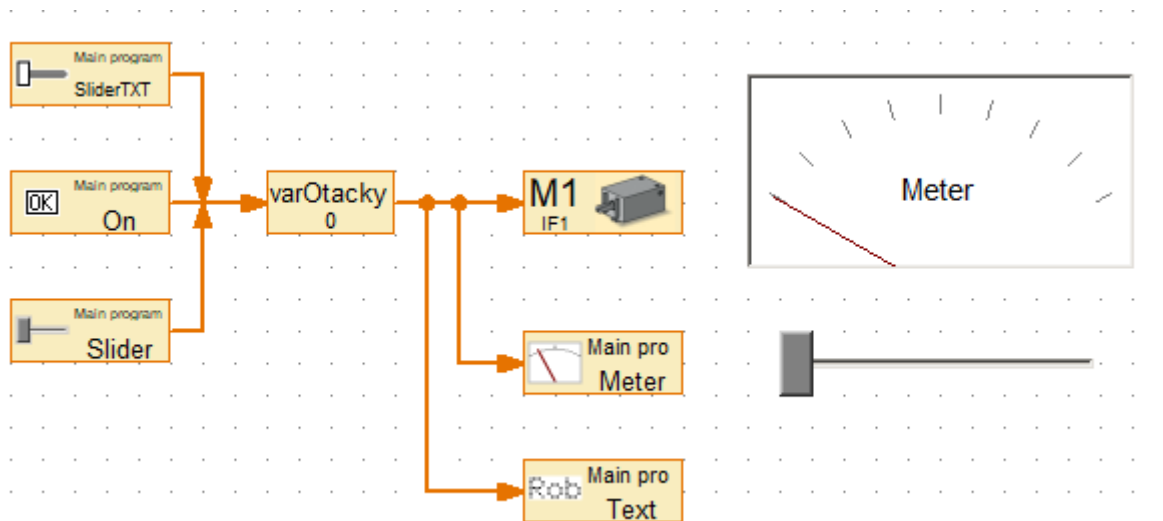 Main program
SliderTXT
OK
Main program
On
Main program
Slider
varOtacky
0
M1
IF1
Main pro
Meter
Rob
Main pro
Text
Meter